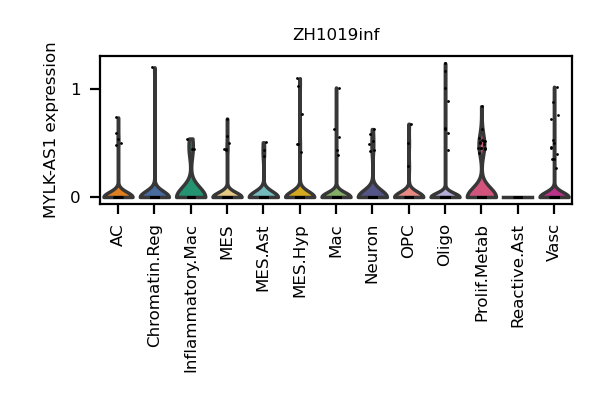 ZH1019inf
MYLK-AS1 expression
1
0
AC
Chromatin.Reg
Inflammatory.Mac
MES
MES.Ast
MES.Hyp
Mac
Neuron
OPC
Oligo
Prolif.Metab
Reactive.Ast
Vasc